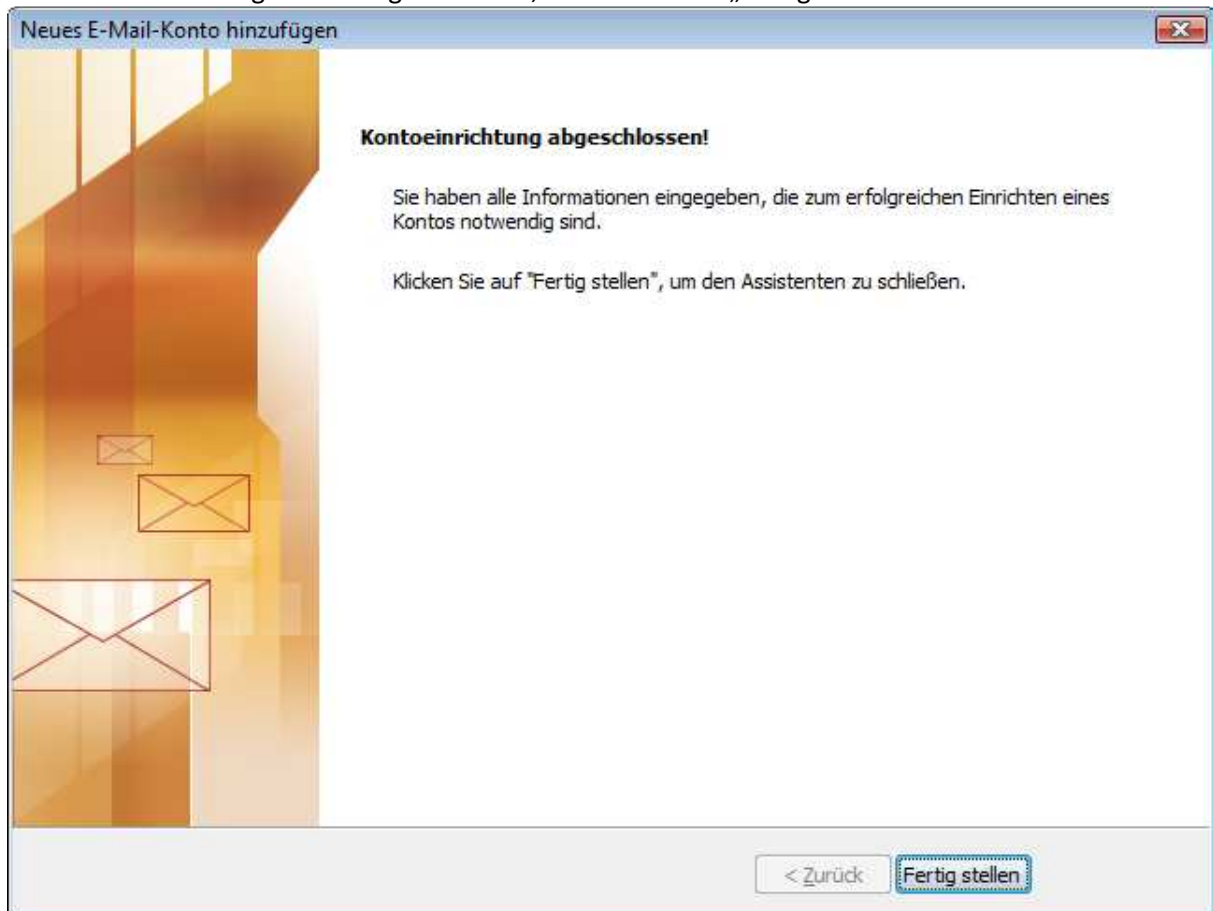 Neues E-Mail-Konto hinzufügen
Kontoeinrichtung abgeschlossen!
Sie haben alle Informationen eingegeben, die zum erfolgreichen Einrichten eines
Kontos notwendig sind.
Klicken Sie auf "Fertig stellen", um den Assistenten zu schließen.
< Zurück Fertig stellen